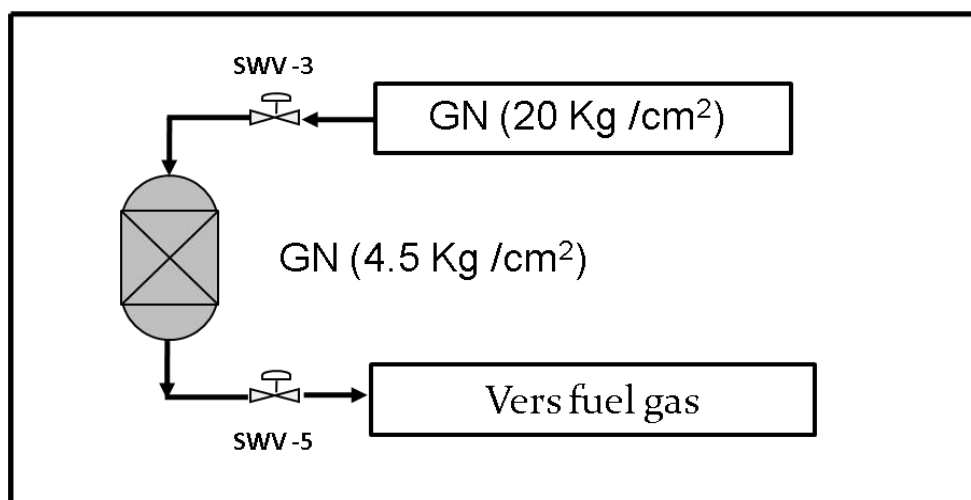 SWV -3
GN (20 Kg /cm²)
GN (4.5 Kg /cm²)
Vers fuel gas
SWV -5